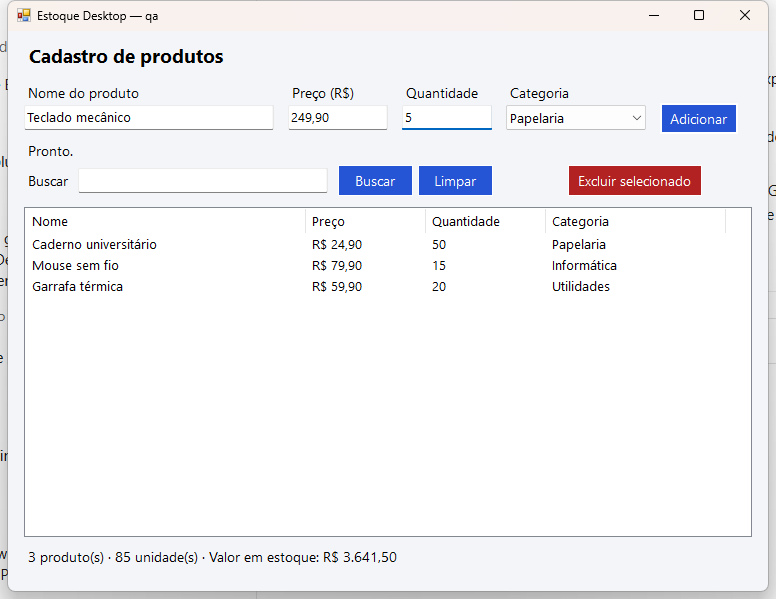 Estoque Desktop — qa
Cadastro de produtos
Nome do produto Preço (R$) Quantidade Categoria
Teclado mecânico 249,90 5 Papelaria Adicionar
Pronto.
Buscar Buscar Limpar Excluir selecionado
Nome Preço Quantidade Categoria
Caderno universitário R$ 24,90 50 Papelaria
Mouse sem fio R$ 79,90 15 Informática
Garrafa térmica R$ 59,90 20 Utilidades
3 produto(s) · 85 unidade(s) · Valor em estoque: R$ 3.641,50